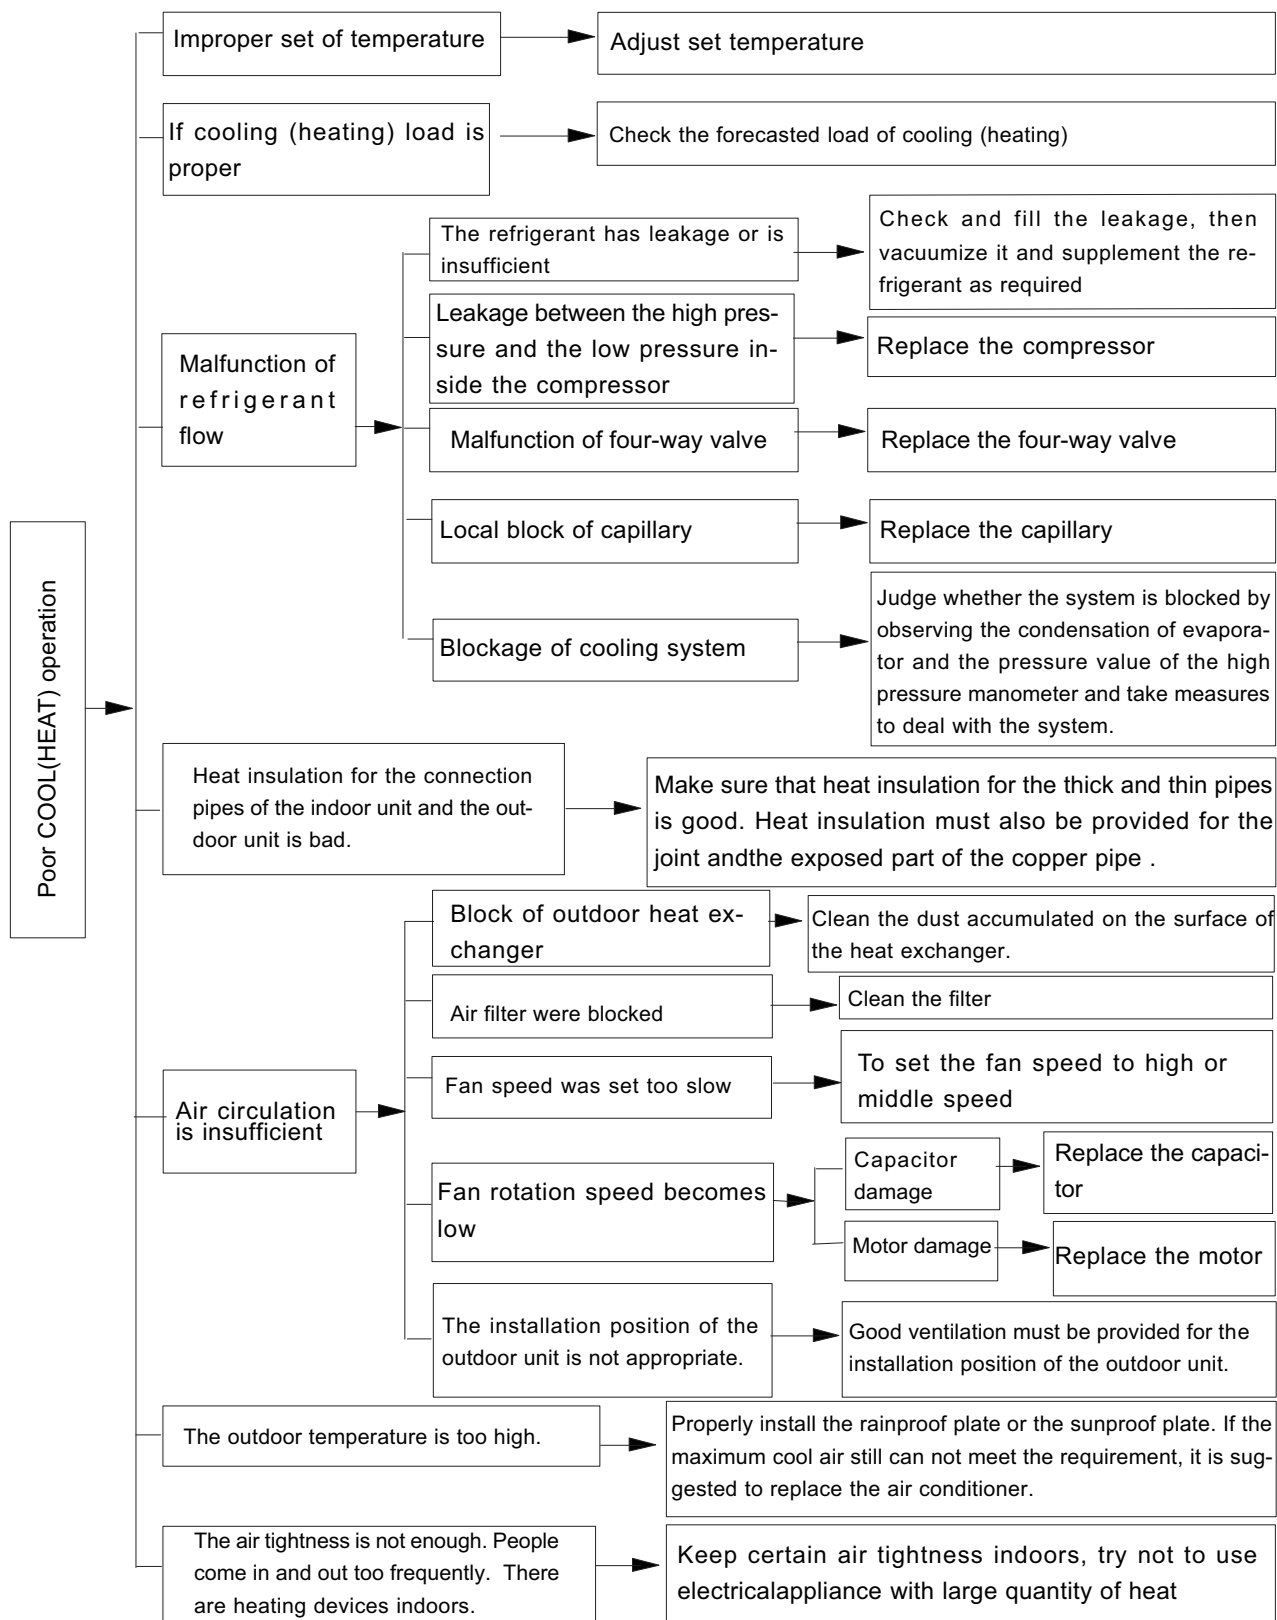 Improper set of temperature
Adjust set temperature
If cooling (heating) load is
proper
Check the forecasted load of cooling (heating)
The refrigerant has leakage or is
insufficient
Check and fill the leakage, then
vacuumize it and supplement the re-
frigerant as required
Leakage between the high pres-
sure and the low pressure in-
side the compressor
Replace the compressor
Malfunction of
refrigerant
flow
Malfunction of four-way valve
Replace the four-way valve
Local block of capillary
Replace the capillary
Blockage of cooling system
Judge whether the system is blocked by
observing the condensation of evapora-
tor and the pressure value of the high
pressure manometer and take measures
to deal with the system.
Poor COOL(HEAT) operation
Heat insulation for the connection
pipes of the indoor unit and the out-
door unit is bad.
Make sure that heat insulation for the thick and thin pipes
is good. Heat insulation must also be provided for the
joint andthe exposed part of the copper pipe .
Block of outdoor heat ex-
changer
Clean the dust accumulated on the surface of
the heat exchanger.
Air filter were blocked
Clean the filter
Fan speed was set too slow
To set the fan speed to high or
middle speed
Air circulation
is insufficient
Fan rotation speed becomes
low
Capacitor
damage
Replace the capaci-
tor
Motor damage
Replace the motor
The installation position of the
outdoor unit is not appropriate.
Good ventilation must be provided for the
installation position of the outdoor unit.
The outdoor temperature is too high.
Properly install the rainproof plate or the sunproof plate. If the
maximum cool air still can not meet the requirement, it is sug-
gested to replace the air conditioner.
The air tightness is not enough. People
come in and out too frequently. There
are heating devices indoors.
Keep certain air tightness indoors, try not to use
electricalappliance with large quantity of heat